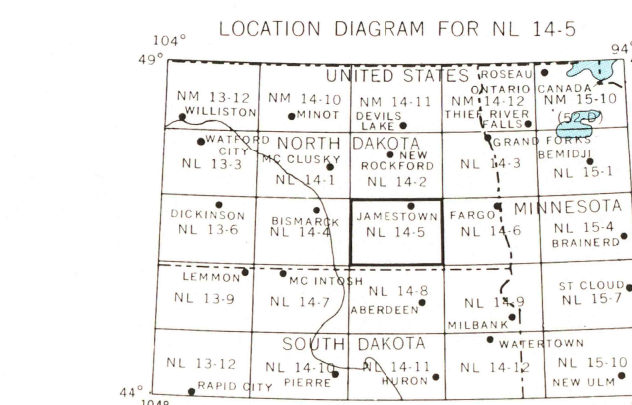 LOCATION DIAGRAM FOR NL 14-5
104°
94°
49°
UNITED STATES
ROSEAU
ONTARIO CANADA
NM 13-12
WILLISTON
NM 14-10
MINOT
NM 14-11
DEVILS
LAKE
NM 14-12
THIEF RIVER
FALLS
NM 15-10
(52-D)
WATFORD
CITY
NL 13-3
NORTH DAKOTA
MC CLUSKY
NL 14-1
NEW
ROCKFORD
NL 14-2
GRAND FORKS
NL 14-3
BEMIDJI
NL 15-1
DICKINSON
NL 13-6
BISMARCK
NL 14-4
JAMESTOWN
NL 14-5
FARGO
NL 14-6
MINNESOTA
NL 15-4
BRAINERD
LEMMON
NL 13-9
MC INTOSH
NL 14-7
NL 14-8
ABERDEEN
NL 14-9
MILBANK
ST CLOUD
NL 15-7
SOUTH DAKOTA
WATERTOWN
NL 13-12
RAPID CITY
NL 14-10
PIERRE
NL 14-11
HURON
NL 14-12
NL 15-10
NEW ULM
44°
104°